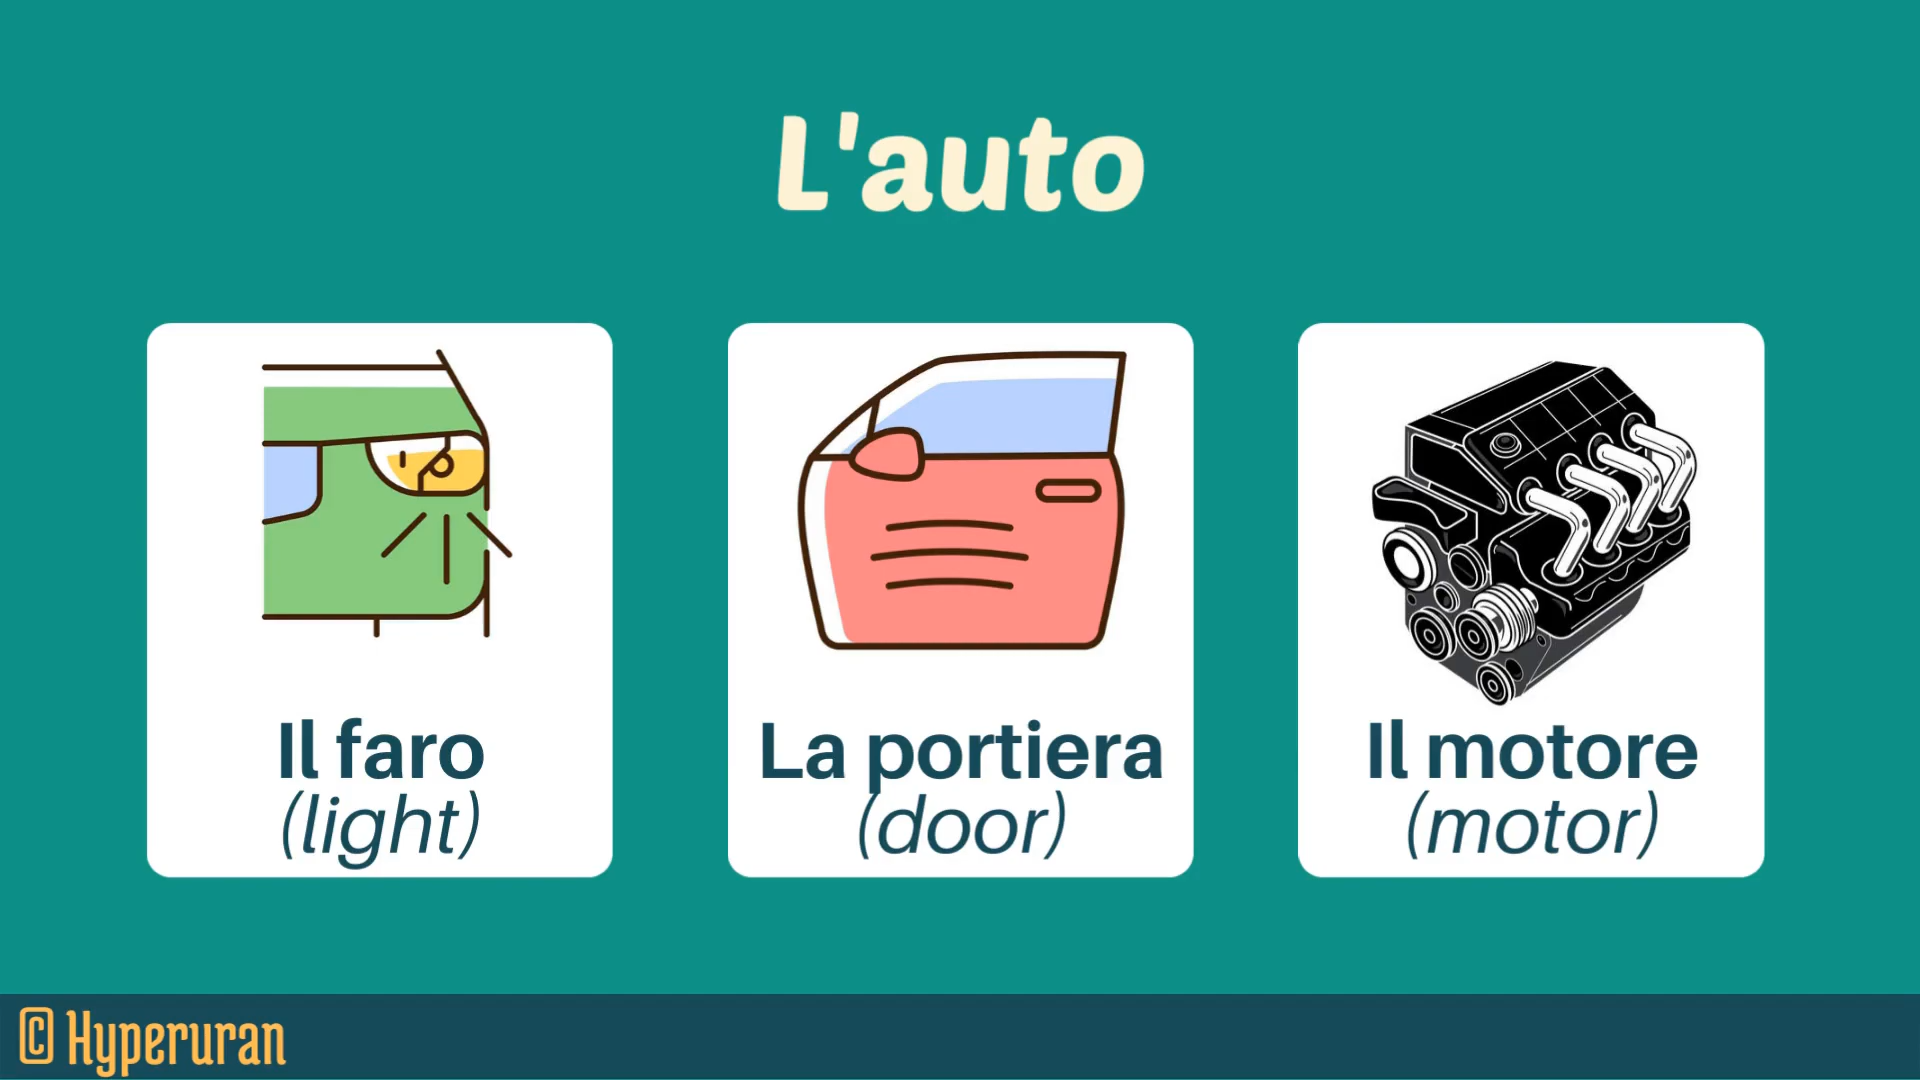 L'auto
Il faro
(light)
La portiera
(door)
Il motore
(motor)
© Hyperuran